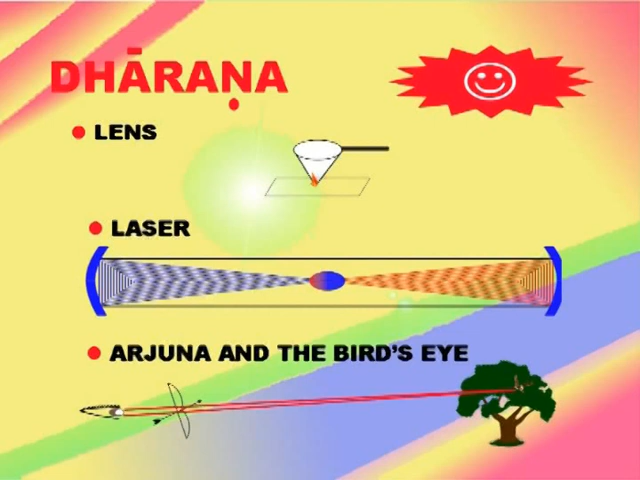 DHĀRAṆA
LENS
LASER
ARJUNA AND THE BIRD'S EYE